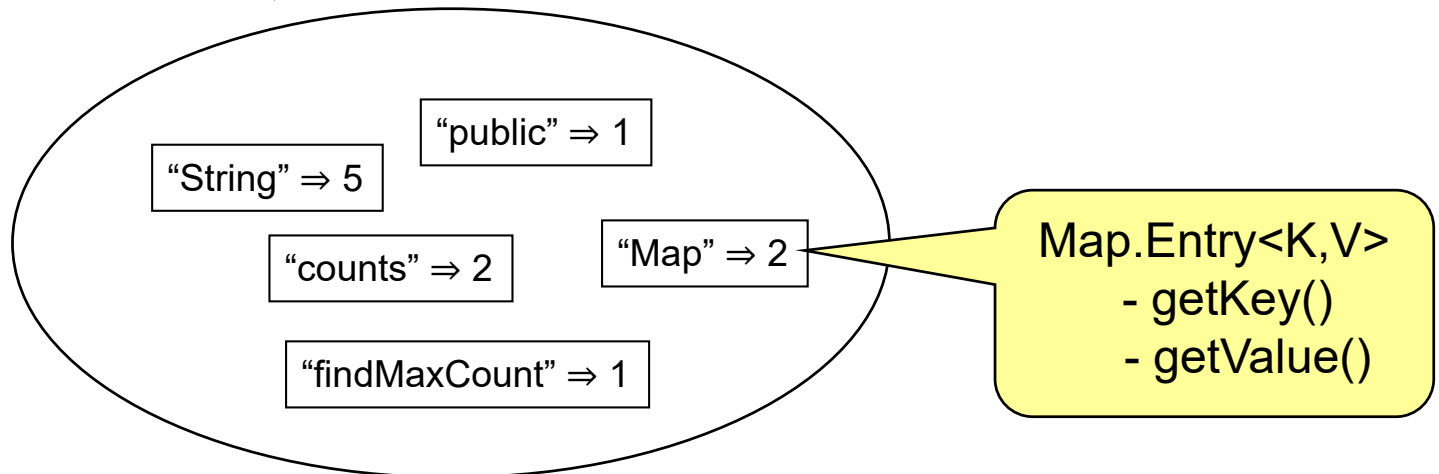 “public” ⇒ 1
“String” ⇒ 5
“Map” ⇒ 2
“counts” ⇒ 2
“findMaxCount” ⇒ 1
Map.Entry<K,V>
- getKey()
- getValue()